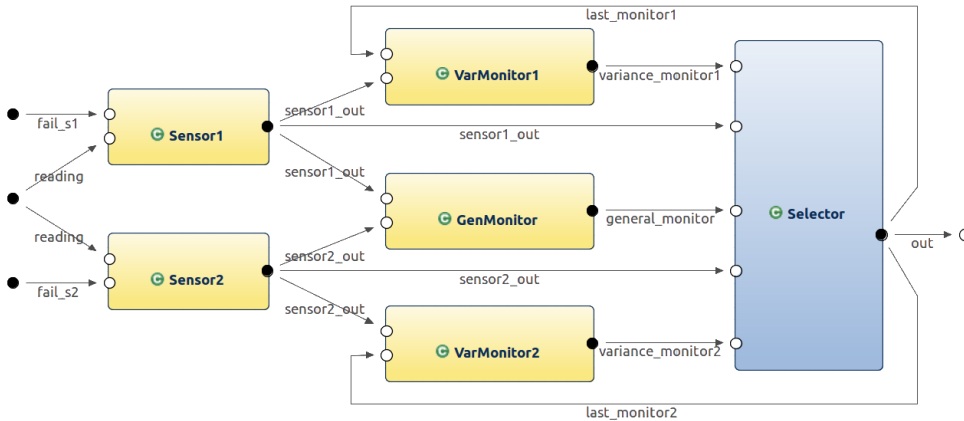 last_monitor1
VarMonitor1
variance_monitor1
sensor1_out
fail_s1
Sensor1
sensor1_out
sensor1_out
reading
GenMonitor
general_monitor
Selector
reading
sensor2_out
out
Sensor2
sensor2_out
fail_s2
sensor2_out
VarMonitor2
variance_monitor2
last_monitor2